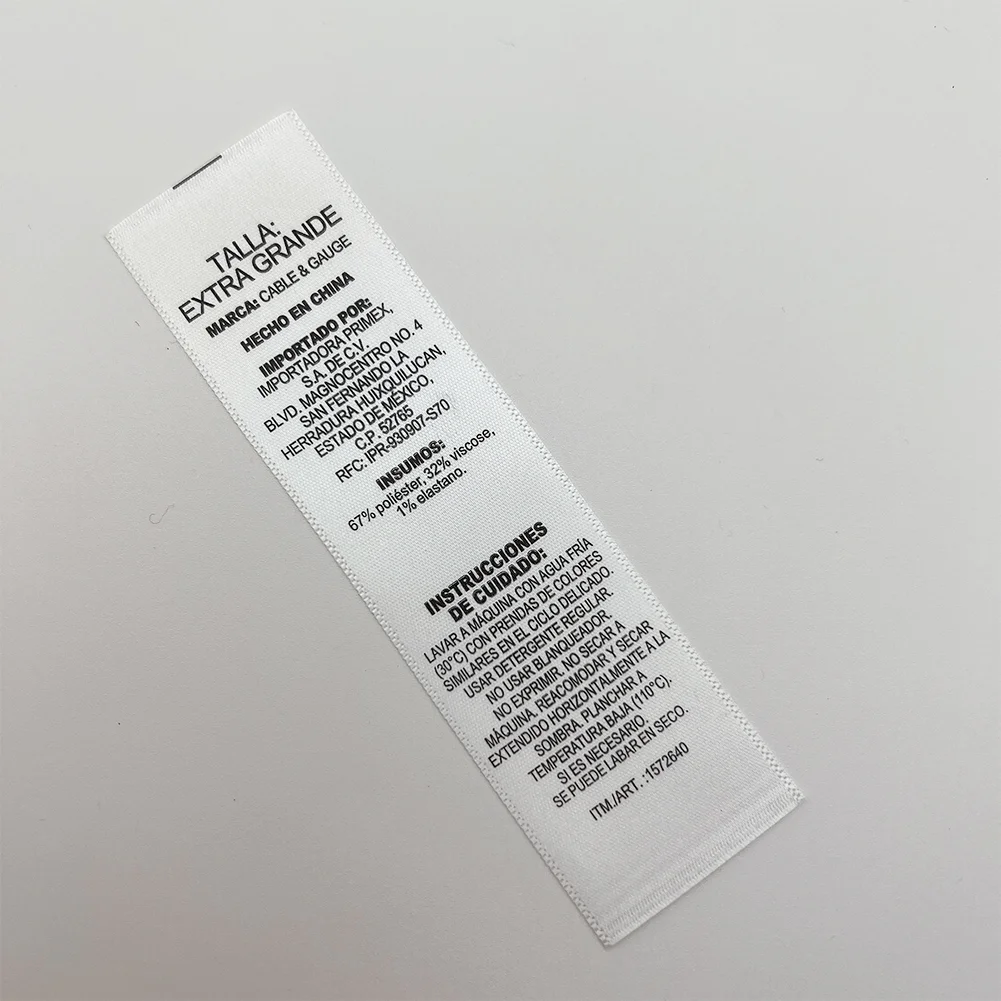 TALLA:
EXTRA GRANDE
MARCA: CABLE & GAUGE
HECHO EN CHINA
IMPORTADO POR:
IMPORTADORA PRIMEX,
S.A. DE C.V.
BLVD. MAGNOCENTRO NO. 4
SAN FERNANDO LA
HERRADURA HUIXQUILUCAN,
ESTADO DE MÉXICO,
C.P. 52765
RFC: IPR-930907-S70
INSUMOS:
67% poliéster, 32% viscose,
1% elastano.
INSTRUCCIONES
DE CUIDADO:
LAVAR A MÁQUINA CON AGUA FRÍA
(30°C) CON PRENDAS DE COLORES
SIMILARES EN EL CICLO DELICADO.
USAR DETERGENTE REGULAR.
NO USAR BLANQUEADOR
NO EXPRIMIR. NO SECAR A
MÁQUINA. REACOMODAR Y SECAR
EXTENDIDO HORIZONTALMENTE A LA
SOMBRA. PLANCHAR A
TEMPERATURA BAJA (110°C).
SI ES NECESARIO.
SE PUEDE LABAR EN SECO.
ITM./ART. :1572640